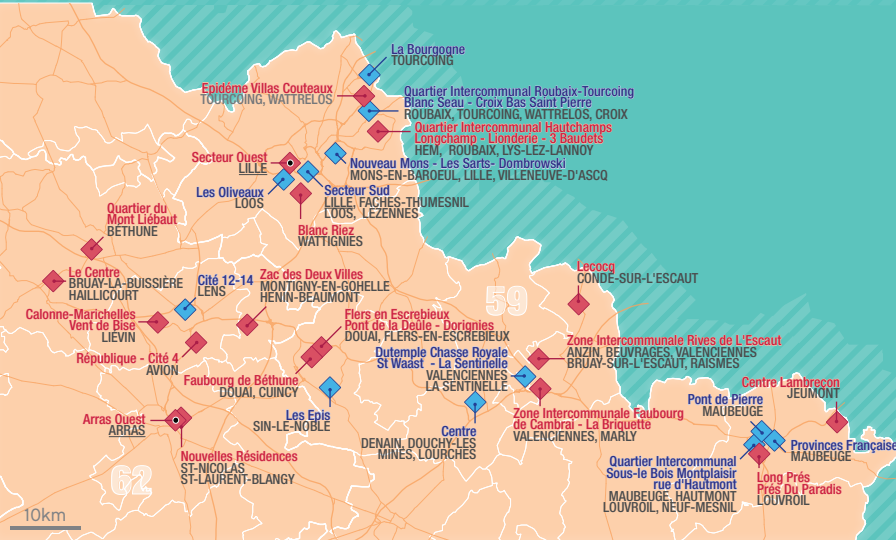 La Bourgogne
TOURCOING
Epidéme Villas Couteaux
TOURCOING, WATTRELOS
Quartier Intercommunal Roubaix-Tourcoing
Blanc Seau - Croix Bas Saint Pierre
ROUBAIX, TOURCOING, WATTRELOS, CROIX
Quartier Intercommunal Hautchamps
Longchamp - Lionderie - 3 Baudets
HEM, ROUBAIX, LYS-LEZ-LANNOY
Secteur Ouest
LILLE
Nouveau Mons - Les Sarts- Dombrowski
MONS-EN-BAROEUL, LILLE, VILLENEUVE-D'ASCQ
Les Oliveaux
LOOS
Secteur Sud
LILLE, FACHES-THUMESNIL
LOOS, LEZENNES
Blanc Riez
WATTIGNIES
Quartier du
Mont Liébaut
BÉTHUNE
Le Centre
BRUAY-LA-BUISSIÈRE
HAILLICOURT
Cité 12-14
LENS
Zac des Deux Villes
MONTIGNY-EN-GOHELLE
HENIN-BEAUMONT
Lecocq
CONDÉ-SUR-L'ESCAUT
59
Calonne-Marichelles
Vent de Bise
LIEVIN
Flers en Escrebieux
Pont de la Deûle - Dorignies
DOUAI, FLERS-EN-ESCREBIEUX
République - Cité 4
AVION
Zone Intercommunale Rives de L'Escaut
ANZIN, BEUVRAGES, VALENCIENNES
BRUAY-SUR-L'ESCAUT, RAISMES
Dutemple Chasse Royale
St Waast - La Sentinelle
VALENCIENNES
LA SENTINELLE
Faubourg de Béthune
DOUAI, CUINCY
Les Epis
SIN-LE-NOBLE
Centre Lambreçon
JEUMONT
Pont de Pierre
MAUBEUGE
Zone Intercommunale Faubourg
de Cambrai - La Briquette
VALENCIENNES, MARLY
Arras Ouest
ARRAS
Centre
DENAIN, DOUCHY-LES
MINES, LOURCHES
Provinces Française
MAUBEUGE
Nouvelles Résidences
ST-NICOLAS
ST-LAURENT-BLANGY
Quartier Intercommunal
Sous-le Bois Montplaisir
rue d'Hautmont
MAUBEUGE, HAUTMONT
LOUVROIL, NEUF-MESNIL
Long Prés
Prés Du Paradis
LOUVROIL
62
10km